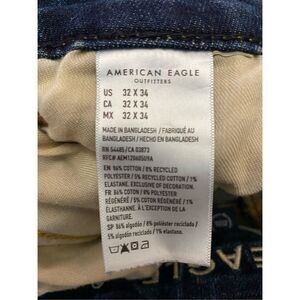 AMERICAN EAGLE
OUTFITTERS
US 32 X 34
CA 32 X 34
MX 32 X 34
MADE IN BANGLADESH / FABRIQUÉ AU
BANGLADESH / HECHO EN BANGLADESH
RN 54485/CA 03873
RFC# AEM12060509A
EN 86% COTTON / 8% RECYCLED
POLYESTER / 5% RECYCLED COTTON / 1%
ELASTANE. EXCLUSIVE OF DECORATION.
FR 86% COTON / 8% POLYESTER
RÉGÉNÉRÉ / 5% COTON RÉGÉNÉRÉ / 1%
ÉLASTHANNE. À L'EXCEPTION DE LA
GARNITURE.
SP 86% algodón / 8% poliéster reciclado /
5% algodón reciclado / 1% elastano.
EAGLE